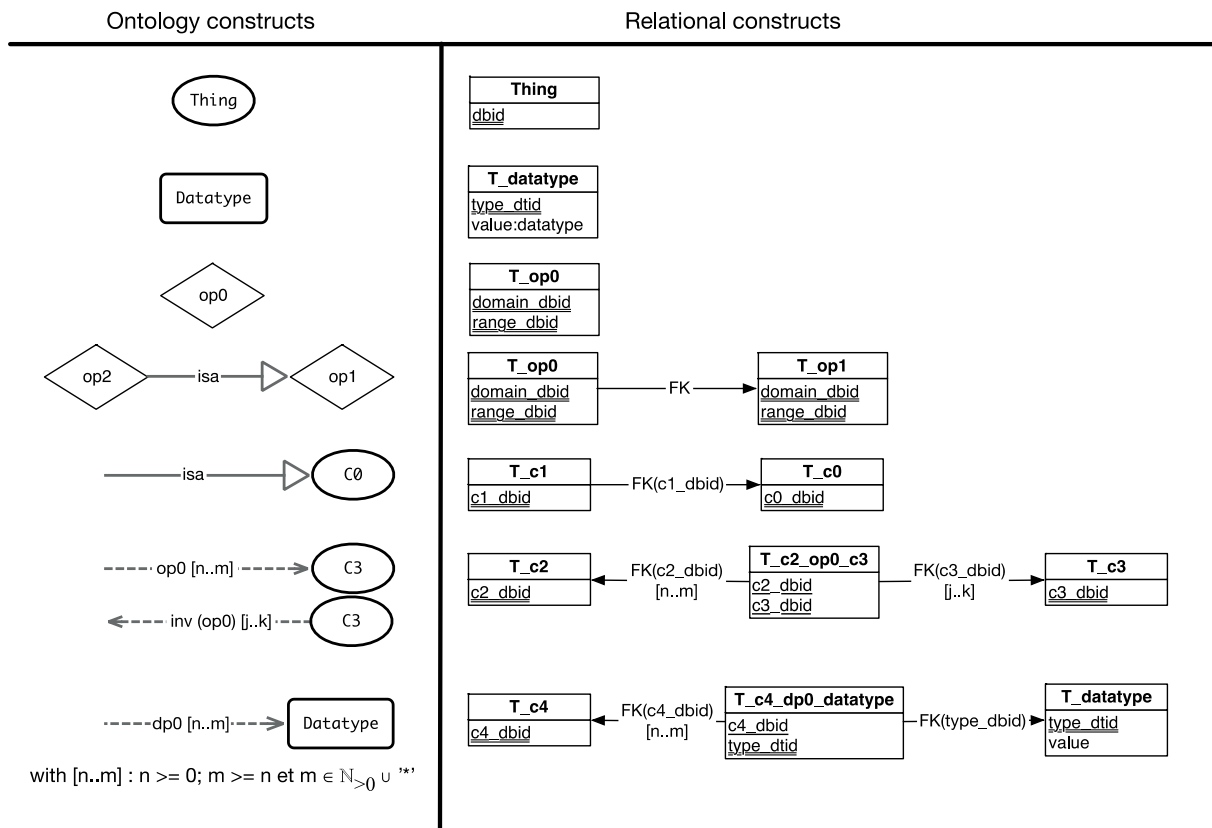 Ontology constructs
Relational constructs
Thing
Thing
dbid
Datatype
T_datatype
type_dtid
value:datatype
op0
T_op0
domain_dbid
range_dbid
op2
isa
op1
T_op0
domain_dbid
range_dbid
FK
T_op1
domain_dbid
range_dbid
isa
C0
T_c1
c1_dbid
FK(c1_dbid)
T_c0
c0_dbid
op0 [n..m]
C3
inv (op0) [j..k]
C3
T_c2
c2_dbid
FK(c2_dbid)
[n..m]
T_c2_op0_c3
c2_dbid
c3_dbid
FK(c3_dbid)
[j..k]
T_c3
c3_dbid
dp0 [n..m]
Datatype
T_c4
c4_dbid
FK(c4_dbid)
[n..m]
T_c4_dp0_datatype
c4_dbid
type_dtid
FK(type_dbid)
T_datatype
type_dtid
value
with [n..m] : n >= 0; m >= n et m ∈ ℕ>0 ∪ '*'